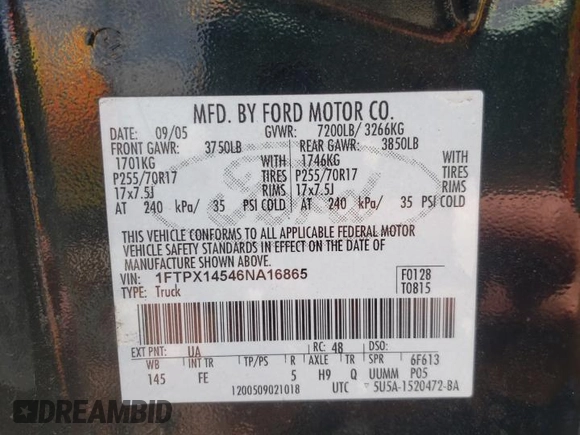 MFD. BY FORD MOTOR CO.
DATE: 09/05 GVWR: 7200LB/ 3266KG
FRONT GAWR: 3750LB REAR GAWR: 3850LB
1701KG WITH 1746KG WITH
P255/70R17 TIRES P255/70R17 TIRES
17x7.5J RIMS 17x7.5J RIMS
AT 240 kPa/ 35 PSI COLD AT 240 kPa/ 35 PSI COLD
THIS VEHICLE CONFORMS TO ALL APPLICABLE FEDERAL MOTOR
VEHICLE SAFETY STANDARDS IN EFFECT ON THE DATE OF
MANUFACTURE SHOWN ABOVE.
VIN: 1FTPX14546NA16865 F0128
TYPE: Truck T0815
EXT PNT: UA RC: 48 DSO:
WB INT TR TP/PS R AXLE TR SPR 6F613
145 FE 5 H9 Q UUMM POS
1200509021018 UTC 5U5A-1520472-BA
Ford
DREAMBID